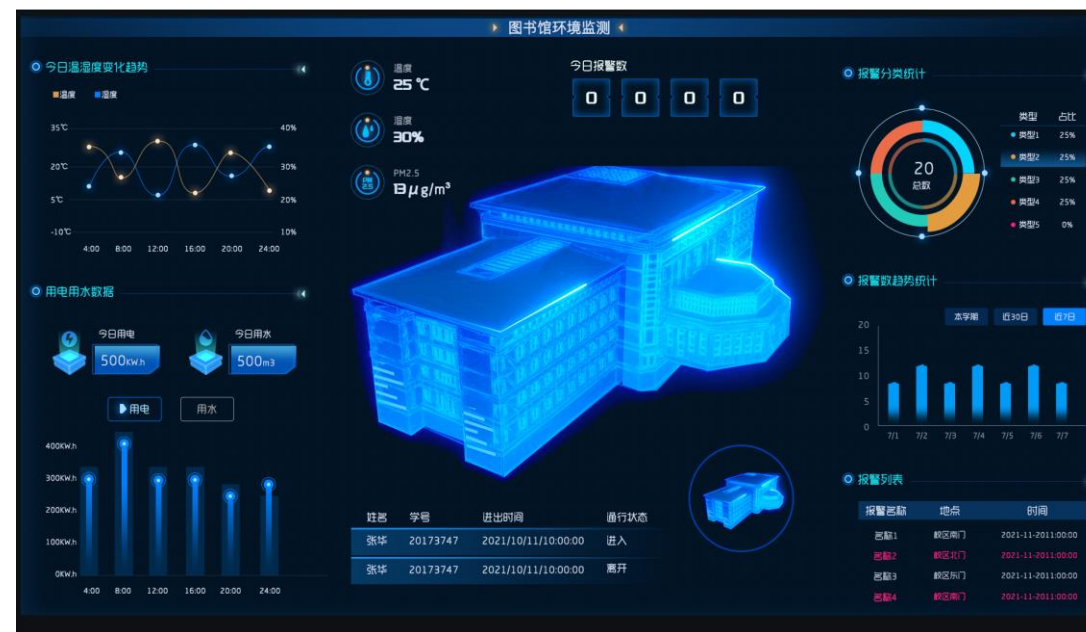 图书馆环境监测
今日温湿度变化趋势
温度 湿度
35℃ 40%
20℃ 30%
5℃ 20%
-10℃ 10%
4:00 8:00 12:00 16:00 20:00 24:00
用电用水数据
今日用电
500KW.h
今日用水
500m3
用电 用水
400KW.h
300KW.h
200KW.h
100KW.h
0KW.h
4:00 8:00 12:00 16:00 20:00 24:00
温度
25 ℃
湿度
30%
PM2.5
PM 2.5
13μg/m³
今日报警数
0 0 0 0
姓名 学号 进出时间 通行状态
张华 20173747 2021/10/11/10:00:00 进入
张华 20173747 2021/10/11/10:00:00 离开
报警分类统计
20
总数
类型 占比
类型1 25%
类型2 25%
类型3 25%
类型4 25%
类型5 0%
报警数趋势统计
本学期 近30日 近7日
20
15
10
5
0
7/1 7/2 7/3 7/4 7/5 7/6 7/7
报警列表
报警名称 地点 时间
名称1 校区南门 2021-11-2011:00:00
名称2 校区北门 2021-11-2011:00:00
名称3 校区东门 2021-11-2011:00:00
名称4 校区南门 2021-11-2011:00:00